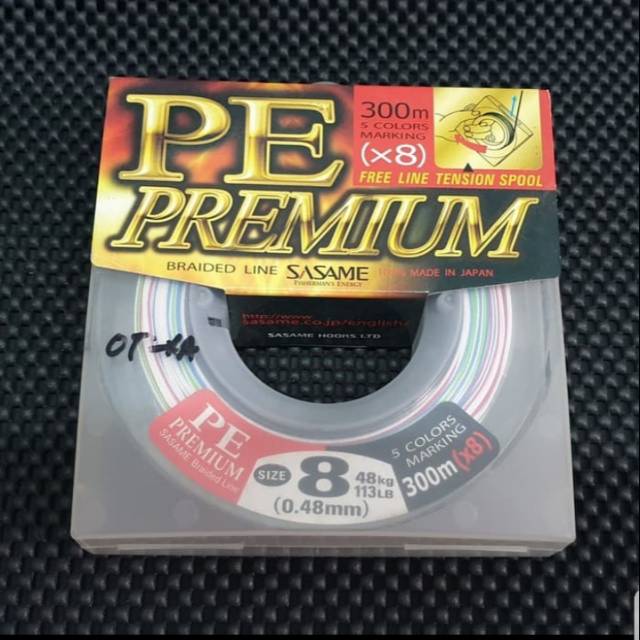 PE
PREMIUM
300m
5 COLORS
MARKING
(×8)
FREE LINE TENSION SPOOL
BRAIDED LINE SASAME
FISHERMAN'S ENERGY
MADE IN JAPAN
http://www
sasame.co.jp/english/
SASAME HOOKS LTD
OT
PE
PREMIUM
SASAME Braided Line
SIZE 8
48kg
113LB
(0.48mm)
5 COLORS
MARKING
300m(×8)